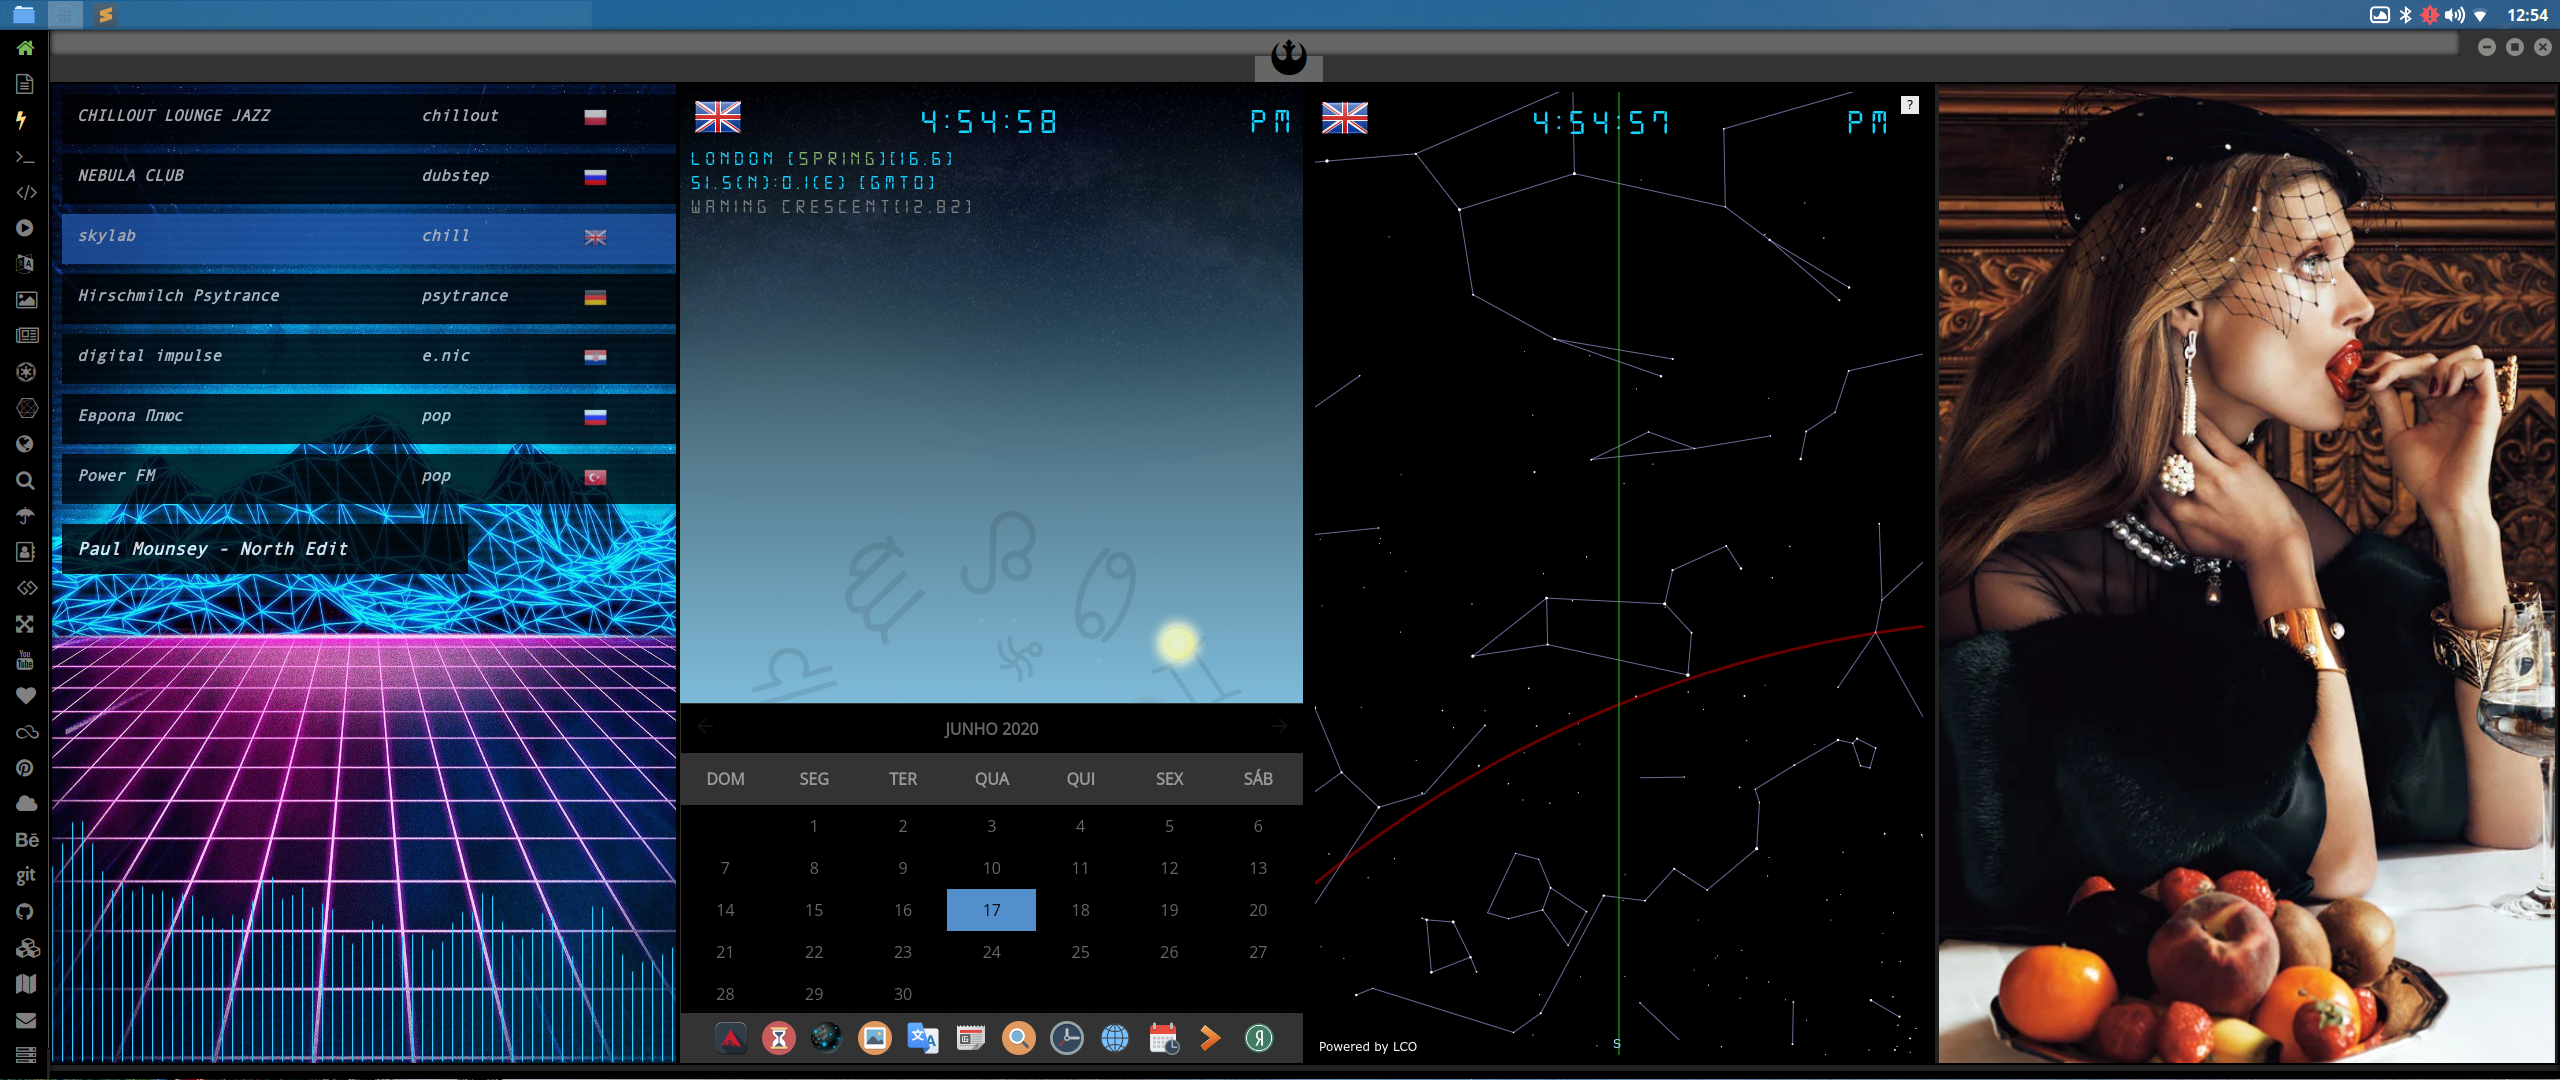 12:54
CHILLOUT LOUNGE JAZZ chillout
NEBULA CLUB dubstep
skylab chill
Hirschmilch Psytrance psytrance
digital impulse e.nic
Европа Плюс pop
Power FM pop
Paul Mounsey - North Edit
You
Tube
Bē
git
4:54:58 PM
LONDON [SPRING][16.6]
51.5(N):0.1(E) [GMT0]
WANING CRESCENT[12.82]
JUNHO 2020
DOM SEG TER QUA QUI SEX SÁB
1 2 3 4 5 6
7 8 9 10 11 12 13
14 15 16 17 18 19 20
21 22 23 24 25 26 27
28 29 30
4:54:57 PM
?
S
Powered by LCO